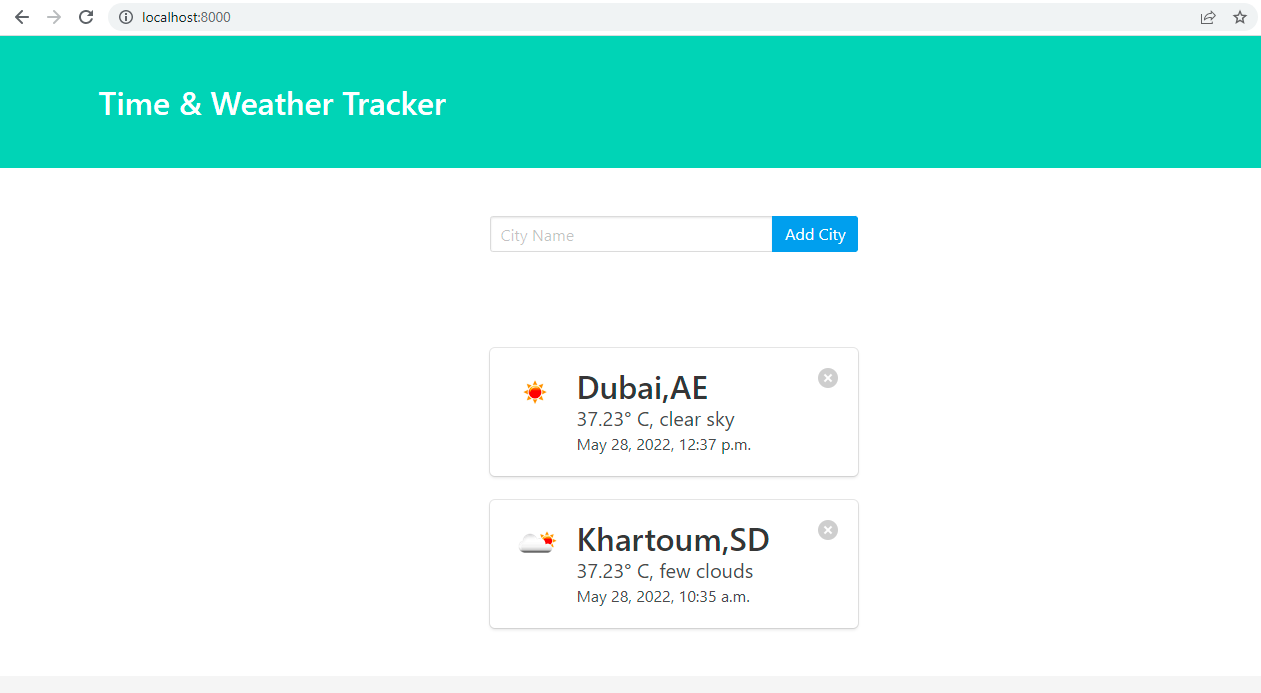 localhost:8000
Time & Weather Tracker
City Name
Add City
Dubai,AE
37.23° C, clear sky
May 28, 2022, 12:37 p.m.
Khartoum,SD
37.23° C, few clouds
May 28, 2022, 10:35 a.m.